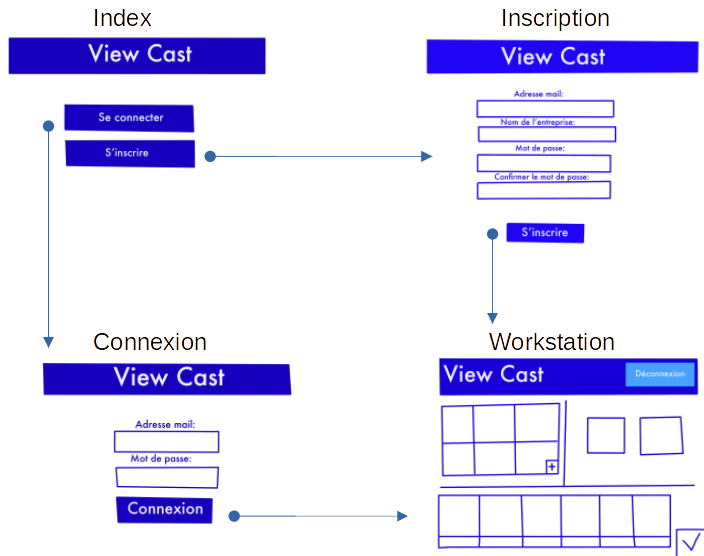 Index
View Cast
Se connecter
S'inscrire
Inscription
View Cast
Adresse mail:
Nom de l'entreprise:
Mot de passe:
Confirmer le mot de passe:
S'inscrire
Connexion
View Cast
Adresse mail:
Mot de passe:
Connexion
Workstation
View Cast
Déconnexion
+